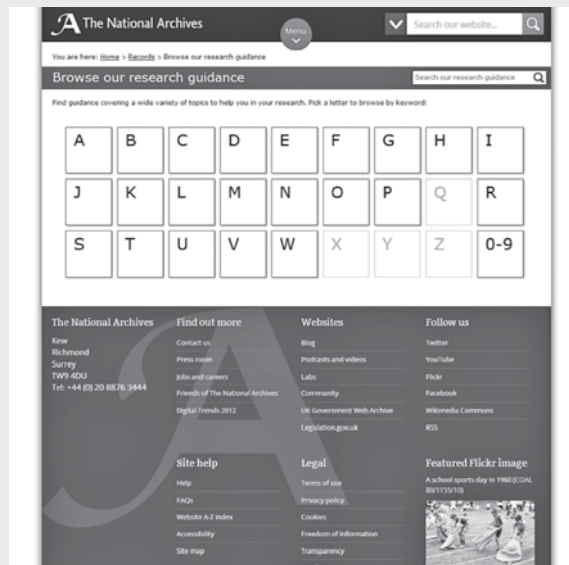 The National Archives
Menu
Search our website...
You are here: Home > Records > Browse our research guidance
Browse our research guidance
Search our research guidance
Find guidance covering a wide variety of topics to help you in your research. Pick a letter to browse by keyword:
A B C D E F G H I
J K L M N O P Q R
S T U V W X Y Z 0-9
The National Archives
Kew
Richmond
Surrey
TW9 4DU
Tel: +44 (0) 20 8876 3444
Find out more
Contact us
Press room
Jobs and careers
Friends of The National Archives
Digital Trends 2012
Websites
Blog
Podcasts and videos
Labs
Community
UK Government Web Archive
Legislation.gov.uk
Follow us
Twitter
YouTube
Flickr
Facebook
Wikimedia Commons
RSS
Site help
Help
FAQs
Website A-Z index
Accessibility
Site map
Legal
Terms of use
Privacy policy
Cookies
Freedom of Information
Transparency
Featured Flickr image
A school sports day in 1960 (COAL
80/1155/10)